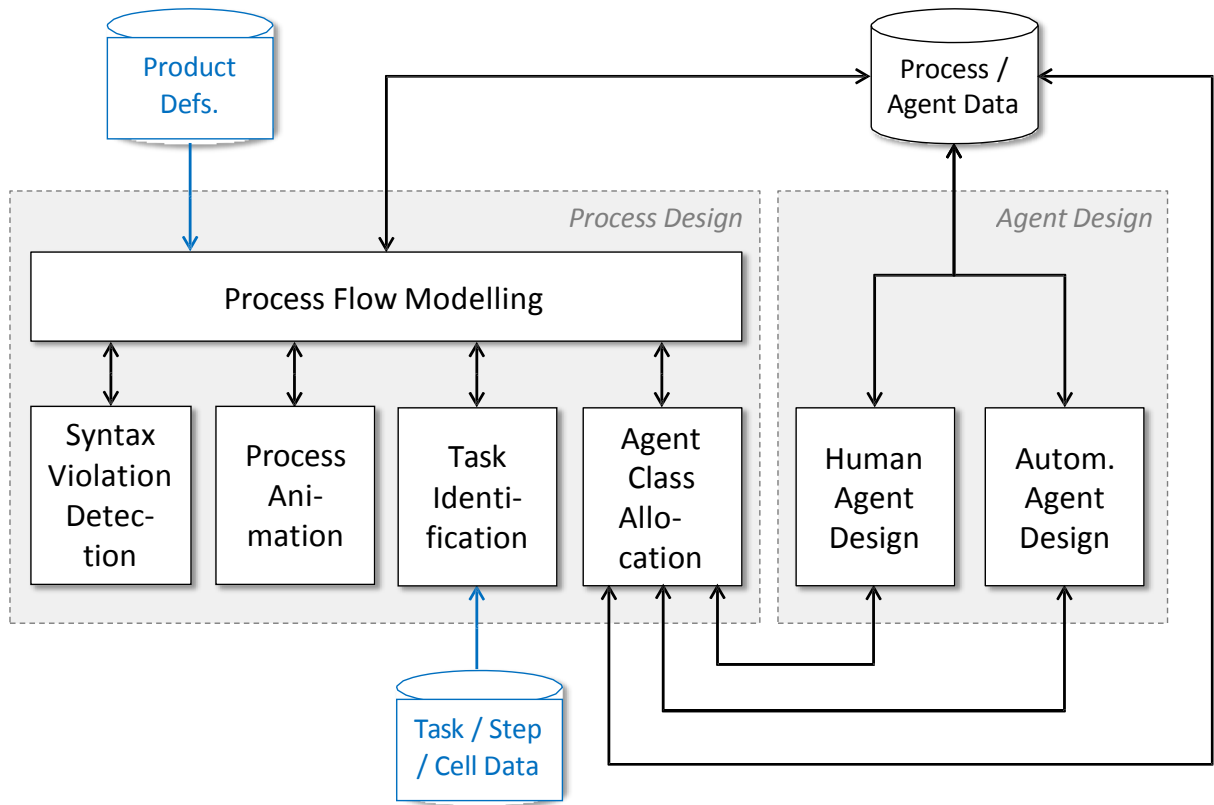 Product
Defs.
Process /
Agent Data
Process Design
Agent Design
Process Flow Modelling
Syntax
Violation
Detec-
tion
Process
Ani-
mation
Task
Identi-
fication
Agent
Class
Allo-
cation
Human
Agent
Design
Autom.
Agent
Design
Task / Step
/ Cell Data